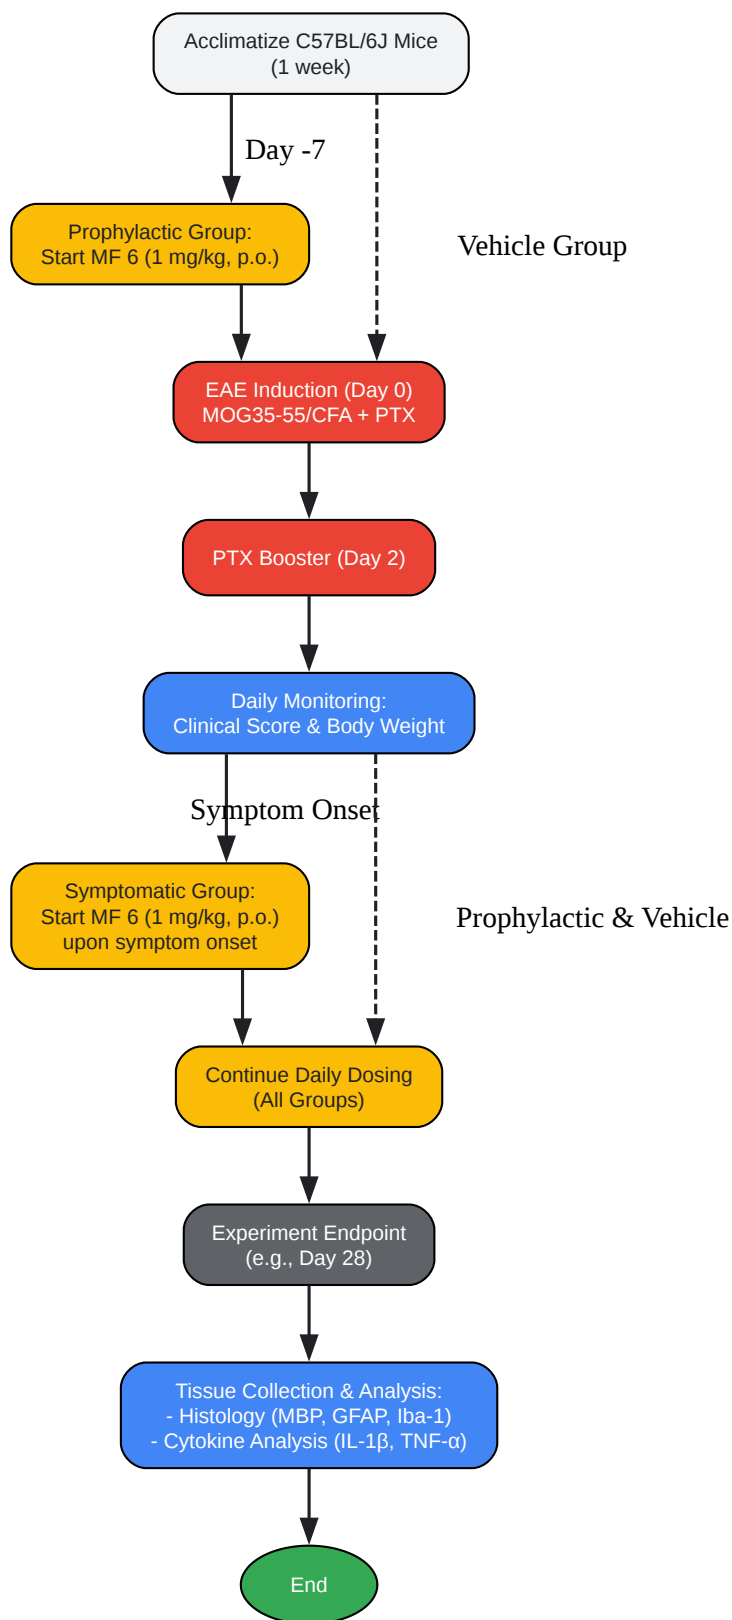 Acclimatize C57BL/6J Mice
(1 week)
Day -7
Prophylactic Group:
Start MF 6 (1 mg/kg, p.o.)
Vehicle Group
EAE Induction (Day 0)
MOG35-55/CFA + PTX
PTX Booster (Day 2)
Daily Monitoring:
Clinical Score & Body Weight
Symptom Onset
Symptomatic Group:
Start MF 6 (1 mg/kg, p.o.)
upon symptom onset
Prophylactic & Vehicle
Continue Daily Dosing
(All Groups)
Experiment Endpoint
(e.g., Day 28)
Tissue Collection & Analysis:
- Histology (MBP, GFAP, Iba-1)
- Cytokine Analysis (IL-1β, TNF-α)
End